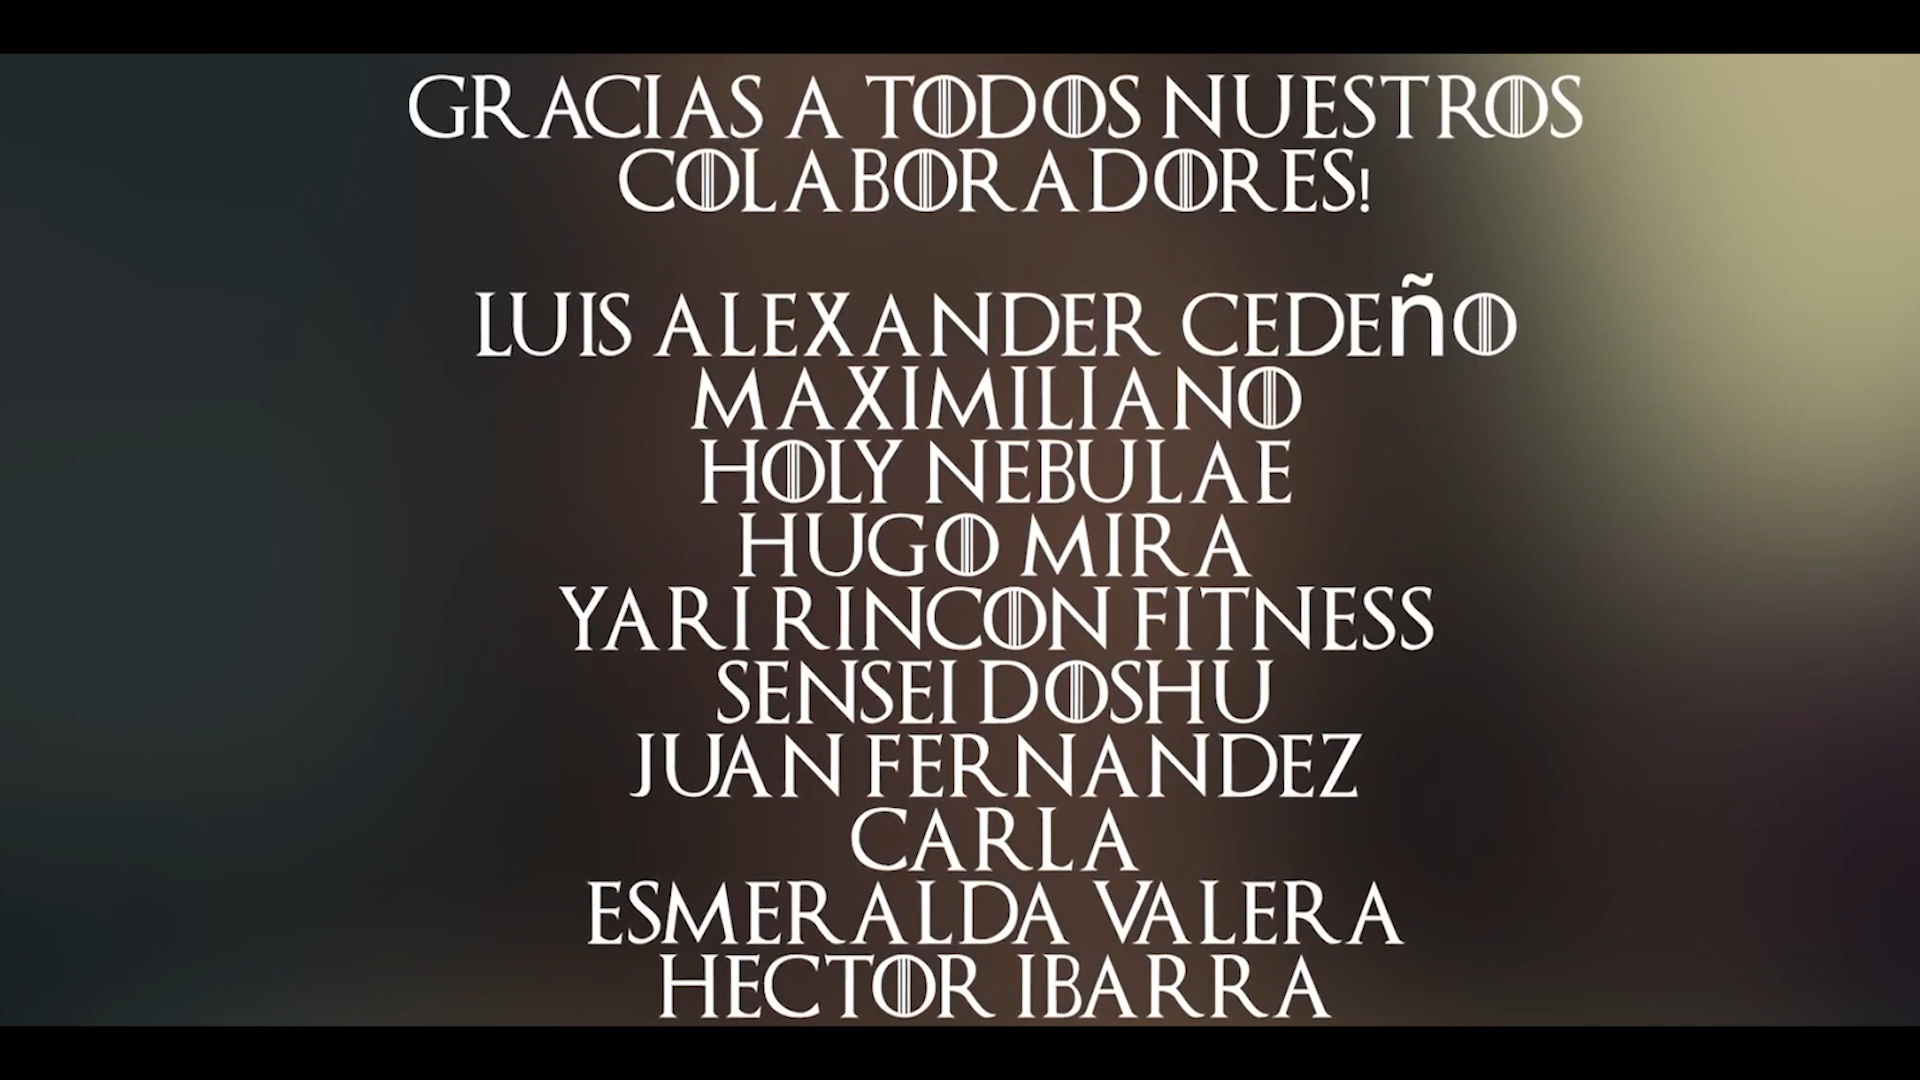 GRACIAS A TODOS NUESTROS
COLABORADORES!
LUIS ALEXANDER CEDEñO
MAXIMILIANO
HOLY NEBULAE
HUGO MIRA
YARI RINCON FITNESS
SENSEI DOSHU
JUAN FERNANDEZ
CARLA
ESMERALDA VALERA
HECTOR IBARRA